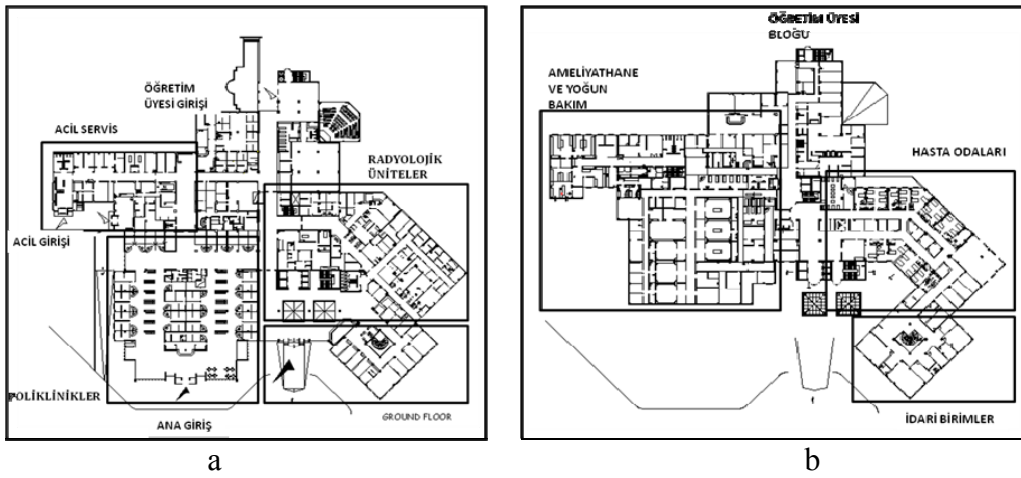 ÖĞRETİM
ÜYESİ GİRİŞİ
ACİL SERVİS
RADYOLOJİK
ÜNİTELER
ACİL GİRİŞİ
POLİKLİNİKLER
GROUND FLOOR
ANA GİRİŞ
a
ÖĞRETİM ÜYESİ
BLOĞU
AMELİYATHANE
VE YOĞUN
BAKIM
HASTA ODALARI
İDARİ BİRİMLER
b